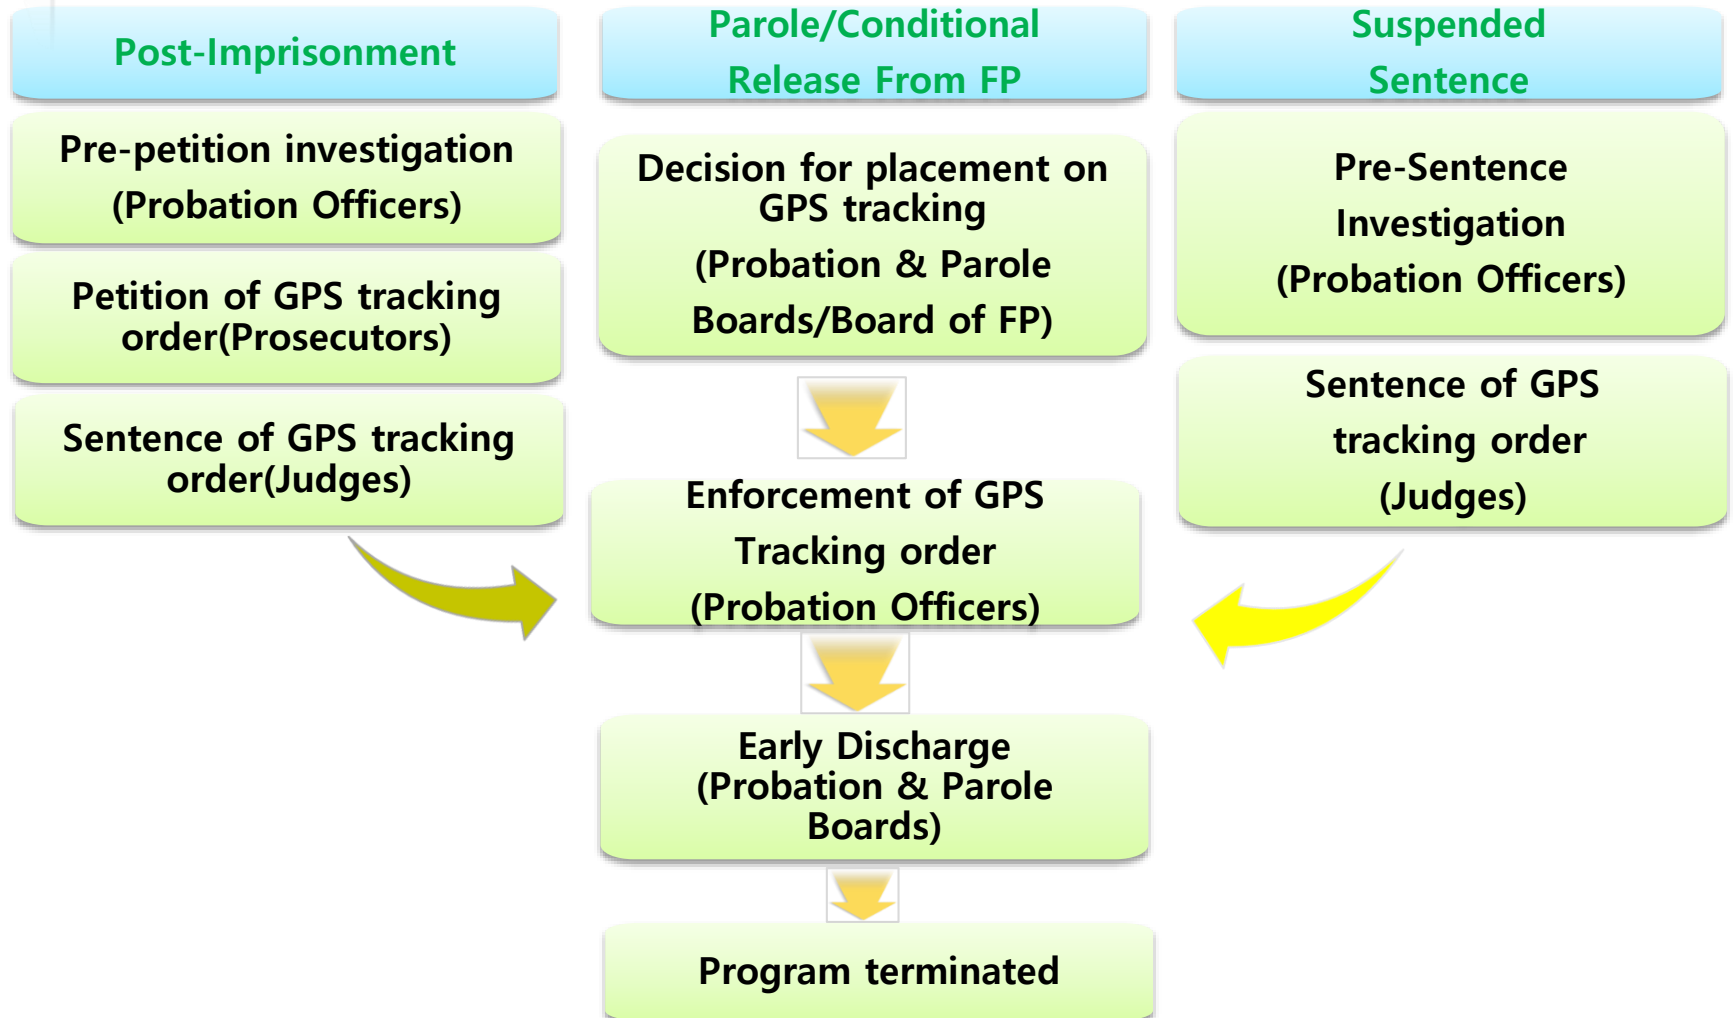 Post-Imprisonment
Pre-petition investigation
(Probation Officers)
Petition of GPS tracking
order(Prosecutors)
Sentence of GPS tracking
order(Judges)
Parole/Conditional
Release From FP
Decision for placement on
GPS tracking
(Probation & Parole
Boards/Board of FP)
Enforcement of GPS
Tracking order
(Probation Officers)
Early Discharge
(Probation & Parole
Boards)
Program terminated
Suspended
Sentence
Pre-Sentence
Investigation
(Probation Officers)
Sentence of GPS
tracking order
(Judges)